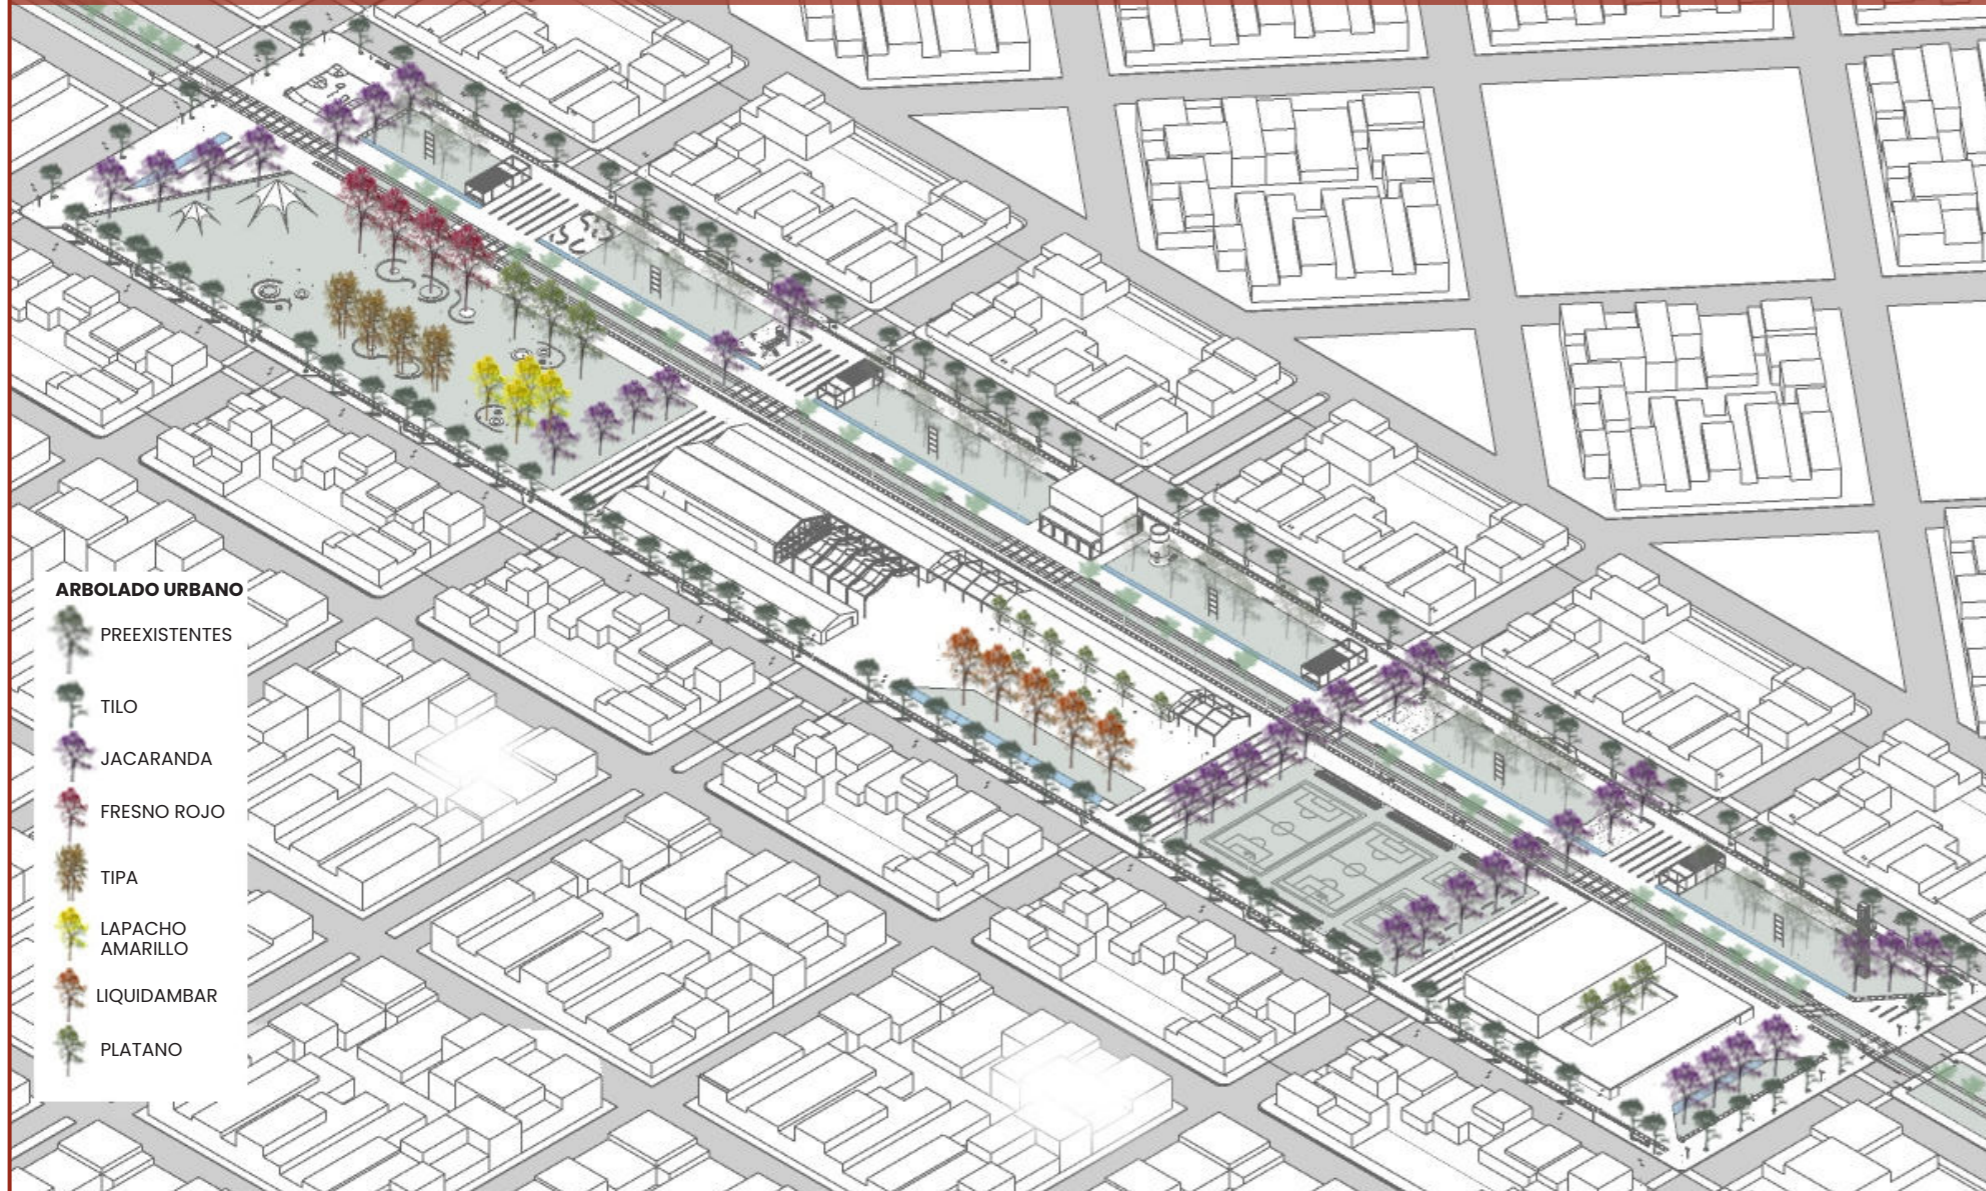 ARBOLADO URBANO
PREEXISTENTES
TILO
JACARANDA
FRESNO ROJO
TIPA
LAPACHO
AMARILLO
LIQUIDAMBAR
PLATANO